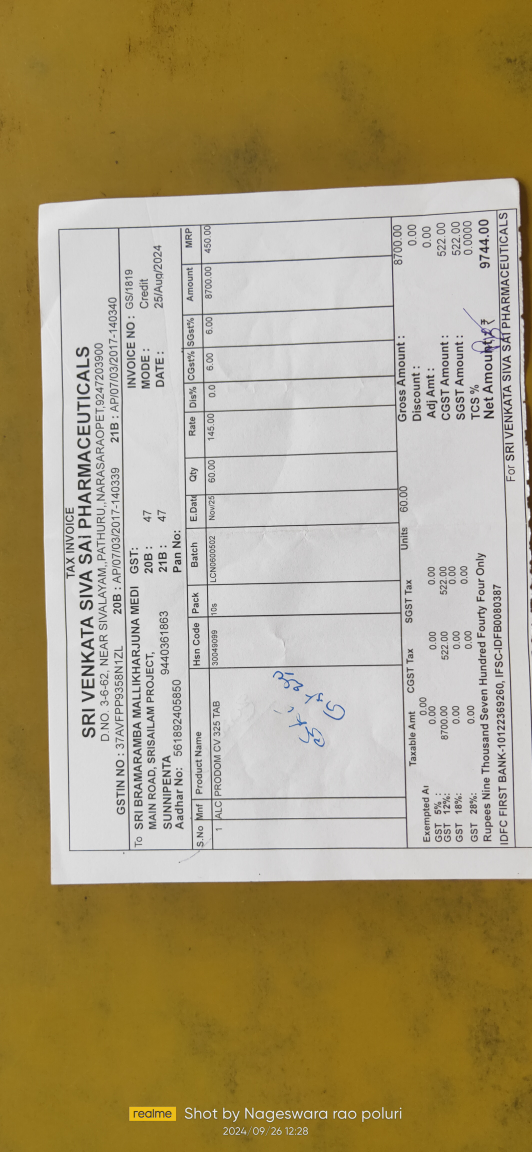 TAX INVOICE
SRI VENKATA SIVA SAi PHARMACEUTICALS
D.NO. 3-6-62, NEAR SIVALAYAM,,PATHURU,,NARASARAOPET,9247203900
GSTIN NO : 37AVFPP9358N1ZL 20B : AP/07/03/2017-140339 21B : AP/07/03/2017-140340
To SRI BRAMARAMBA MALLIKHARJUNA MEDI GST: INVOICE NO : GS/1819
MAIN ROAD, SRISAILAM PROJECT, 20B : 47 MODE : Credit
SUNNIPENTA 9440361863 21B : 47 DATE : 25/Aug/2024
Aadhar No: 561892405850 Pan No:
S.No Mnf Product Name Hsn Code Pack Batch E.Date Qty Rate Dis% CGst% SGst% Amount MRP
1 ALC PRODOM CV 325 TAB 30049099 10s LCN0600502 Nov/25 60.00 145.00 0.0 6.00 6.00 8700.00 450.00
Taxable Amt CGST Tax SGST Tax Units 60.00 Gross Amount : 8700.00
Exempted Ar 0.00 Discount : 0.00
GST 5% : 0.00 0.00 0.00 Adj Amt : 0.00
GST 12%: 8700.00 522.00 522.00 CGST Amount : 522.00
GST 18%: 0.00 0.00 0.00 SGST Amount : 522.00
GST 28%: 0.00 0.00 0.00 TCS % 0.0000
Rupees Nine Thousand Seven Hundred Fourty Four Only Net Amount 9744.00
IDFC FIRST BANK-10122369260, IFSC-IDFB0080387 For SRI VENKATA SIVA SAi PHARMACEUTICALS
realme Shot by Nageswara rao poluri
2024/09/26 12:28